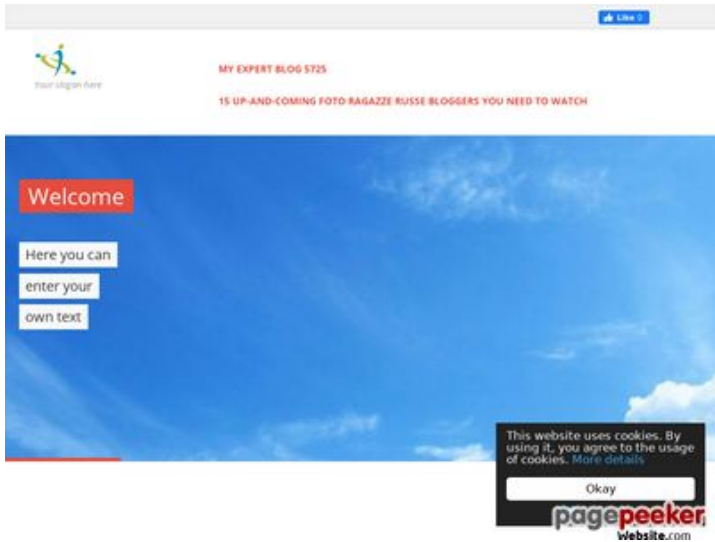 Like 0
Your slogan here
MY EXPERT BLOG 5725
15 UP-AND-COMING FOTO RAGAZZE RUSSE BLOGGERS YOU NEED TO WATCH
Welcome
Here you can
enter your
own text
This website uses cookies. By
using it, you agree to the usage
of cookies. More details
Okay
pagepeeker
Website.com